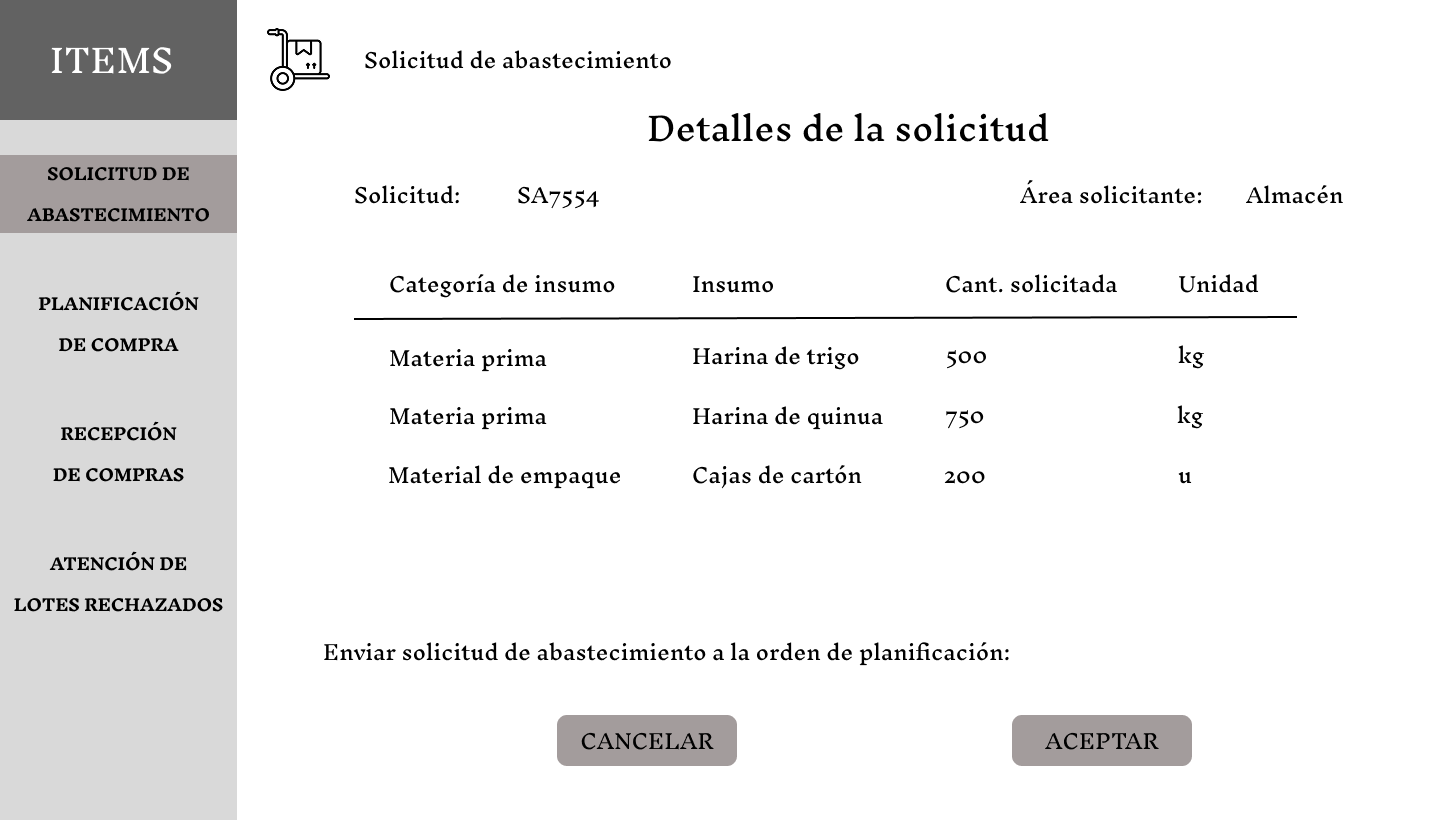 ITEMS
SOLICITUD DE
ABASTECIMIENTO
PLANIFICACIÓN
DE COMPRA
RECEPCIÓN
DE COMPRAS
ATENCIÓN DE
LOTES RECHAZADOS
Solicitud de abastecimiento
Detalles de la solicitud
Solicitud: SA7554 Área solicitante: Almacén
Categoría de insumo Insumo Cant. solicitada Unidad
Materia prima Harina de trigo 500 kg
Materia prima Harina de quinua 750 kg
Material de empaque Cajas de cartón 200 u
Enviar solicitud de abastecimiento a la orden de planificación:
CANCELAR ACEPTAR